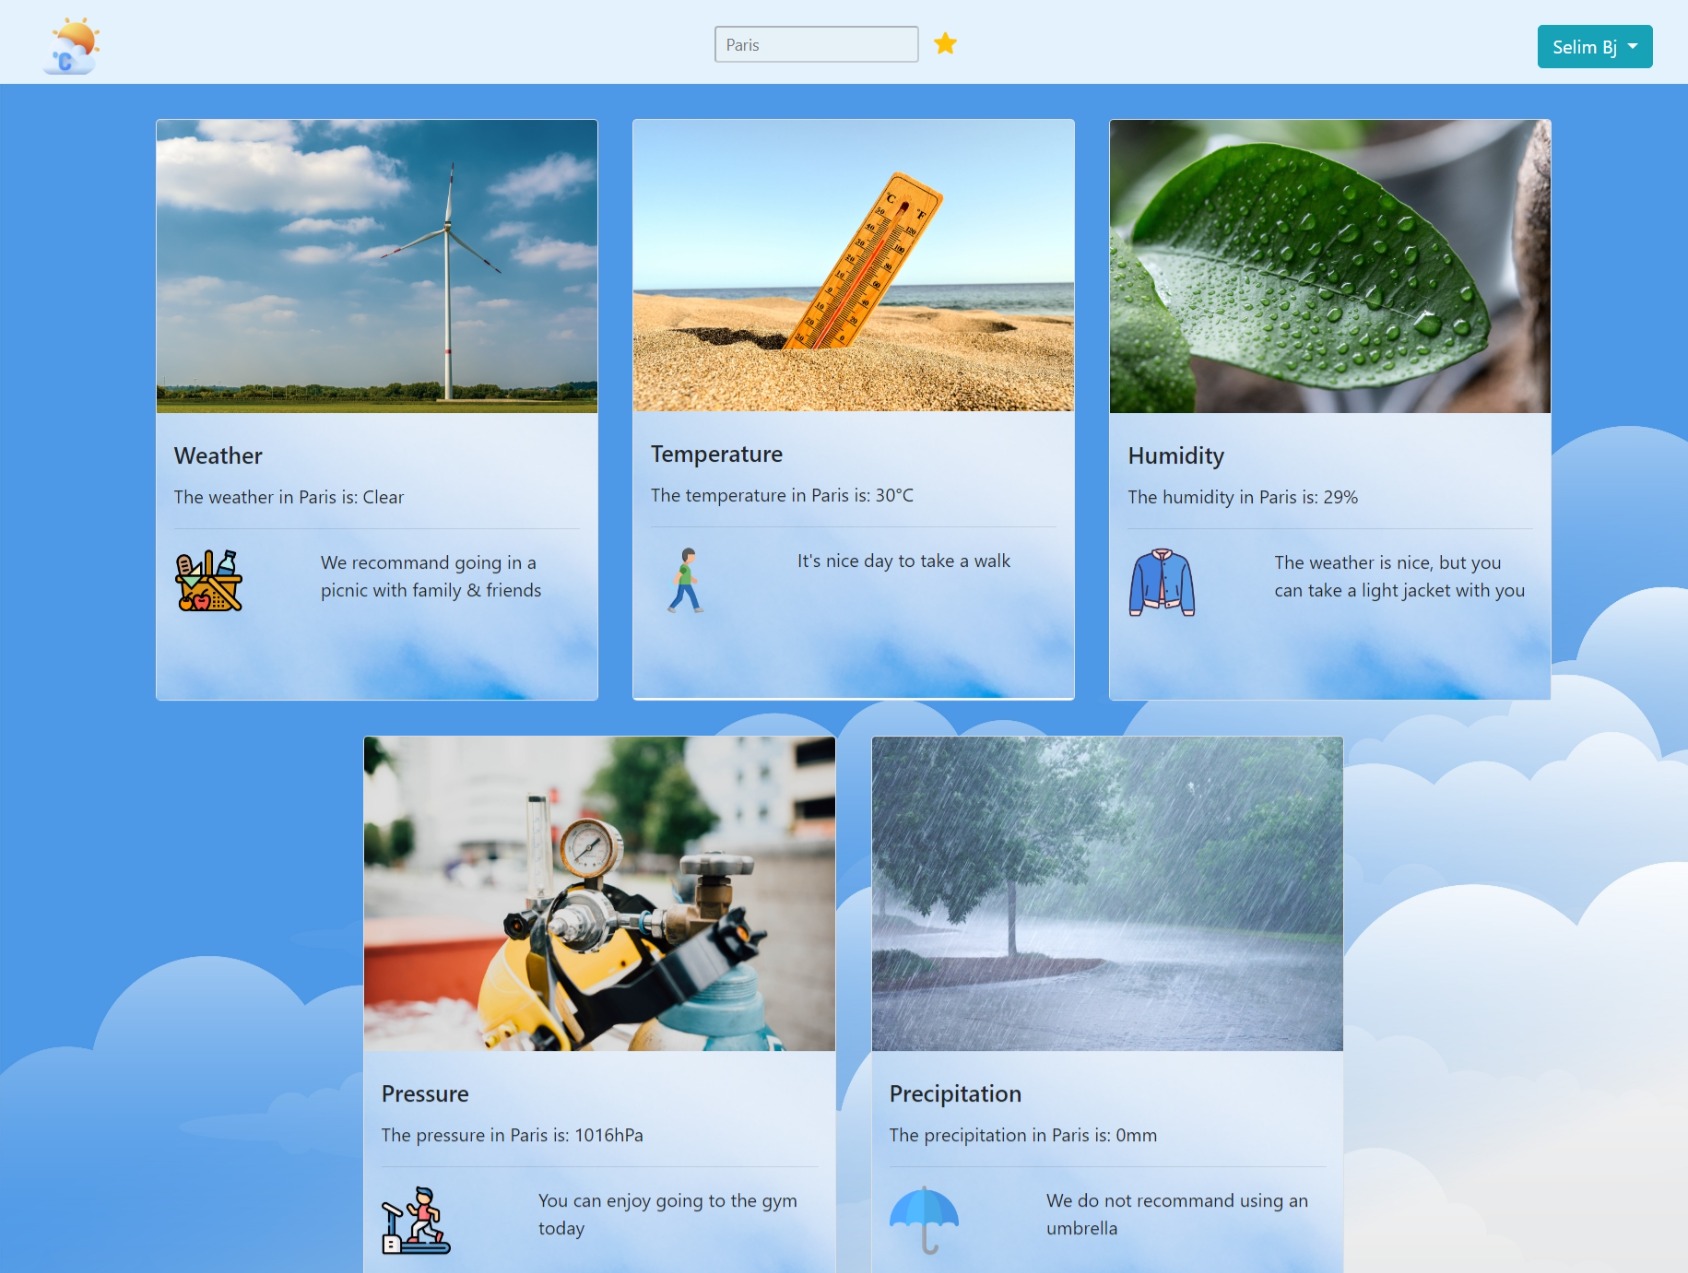 °C
Paris
Selim Bj
°C
°F
Weather
The weather in Paris is: Clear
We recommand going in a
picnic with family & friends
Temperature
The temperature in Paris is: 30°C
It's nice day to take a walk
Humidity
The humidity in Paris is: 29%
The weather is nice, but you
can take a light jacket with you
Pressure
The pressure in Paris is: 1016hPa
You can enjoy going to the gym
today
Precipitation
The precipitation in Paris is: 0mm
We do not recommand using an
umbrella